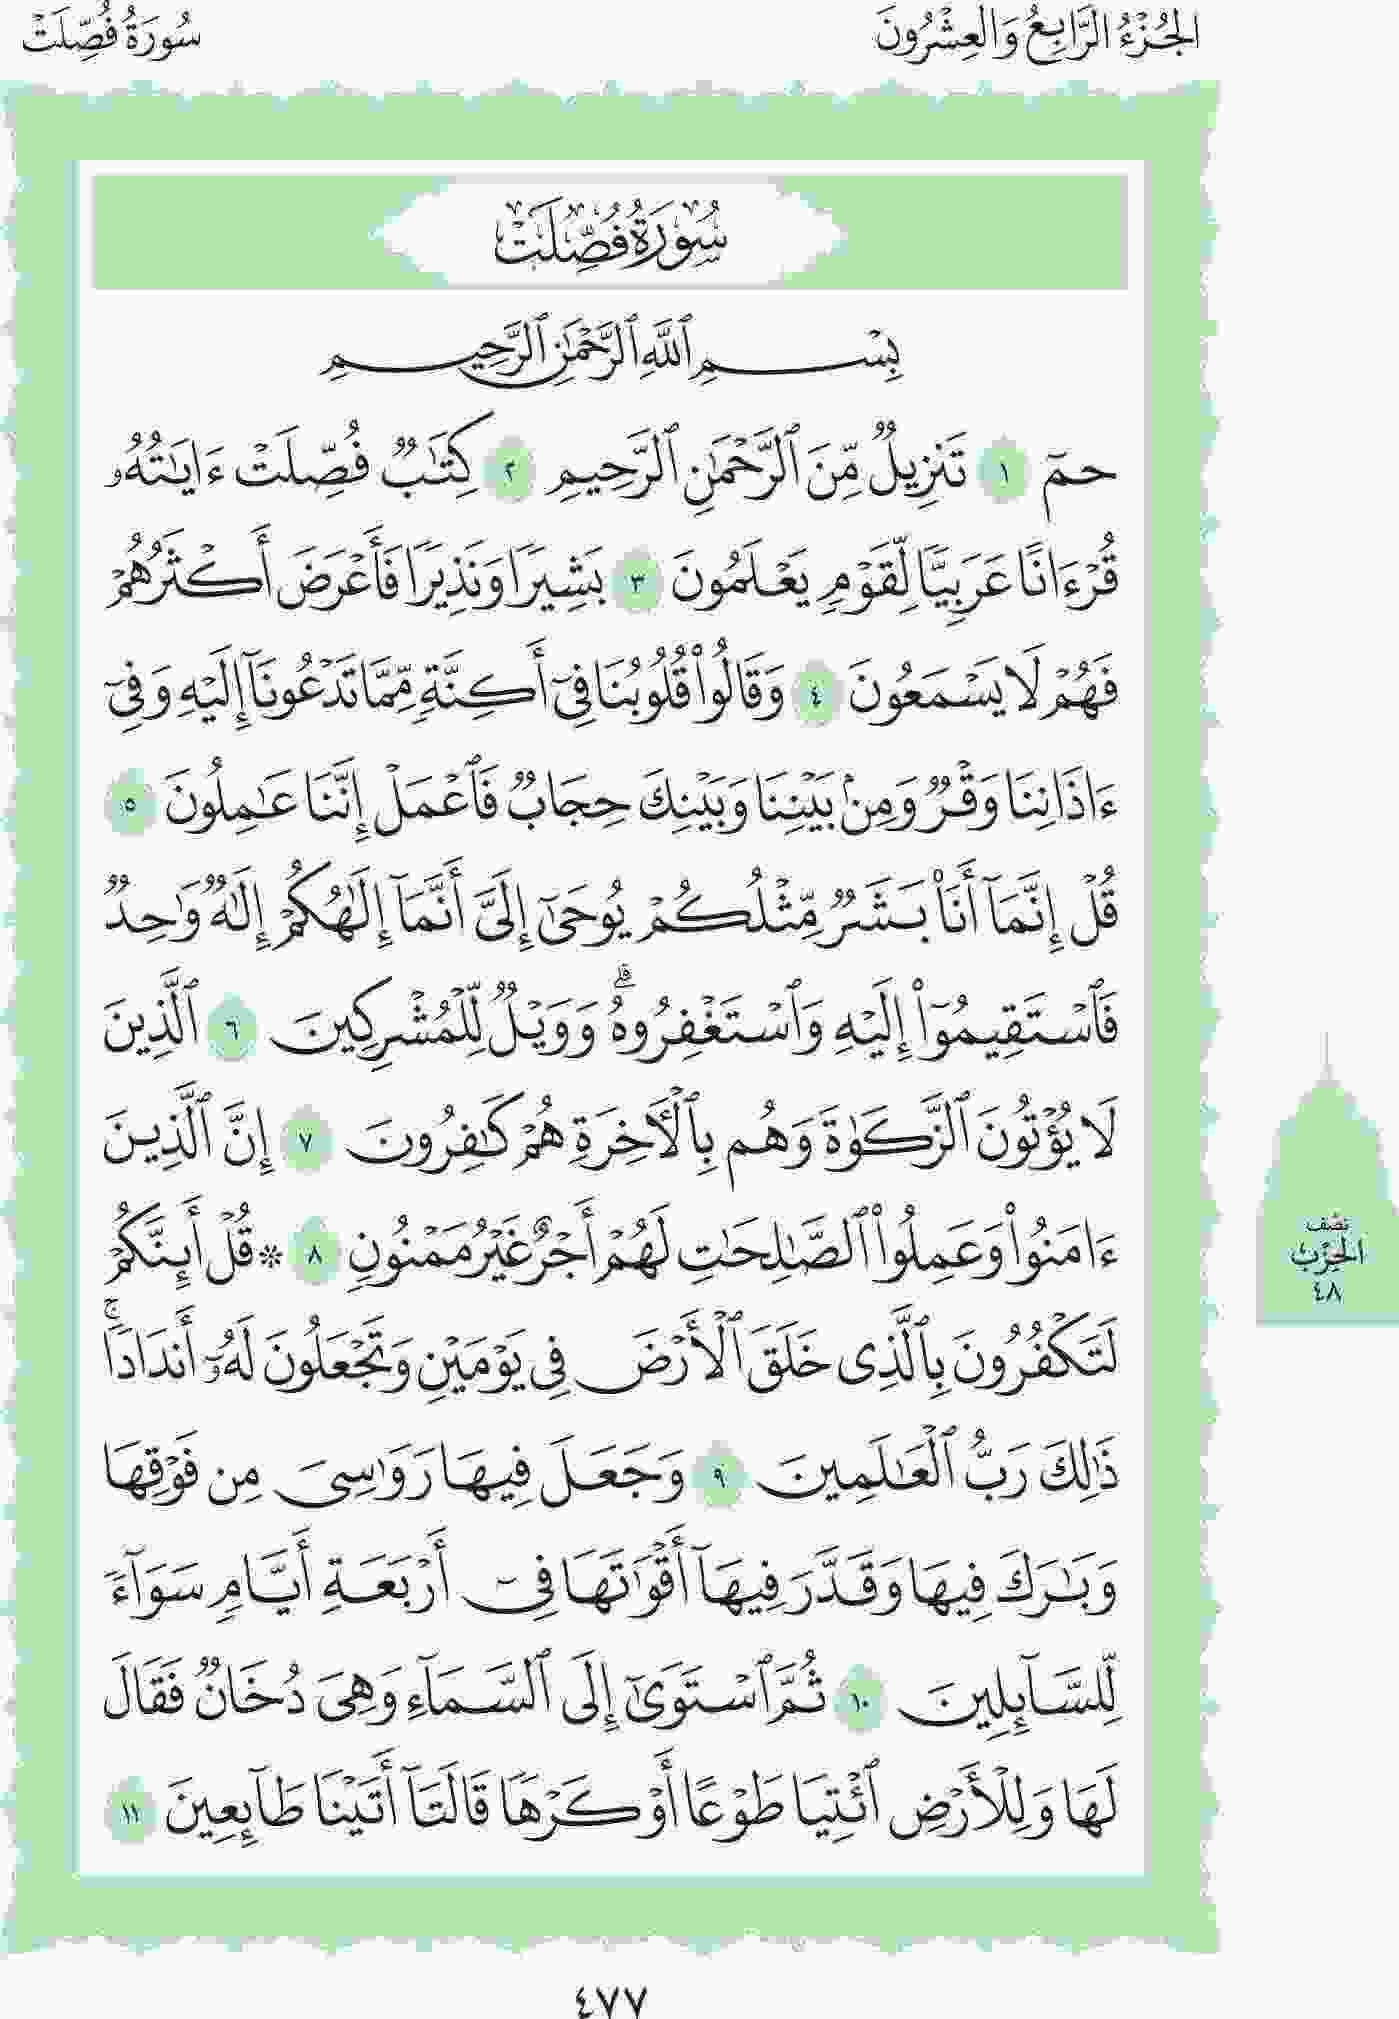 الجُزْءُ الرَّابِعُ وَالعِشْرُونَ
سُورَةُ فُصِّلَتْ
سُورَةُ فُصِّلَتْ
بِسْمِ ٱللَّهِ ٱلرَّحْمَٰنِ ٱلرَّحِيمِ
حمٓ ١ تَنزِيلٌ مِّنَ ٱلرَّحْمَٰنِ ٱلرَّحِيمِ ٢ كِتَٰبٌ فُصِّلَتْ ءَايَٰتُهُۥ
قُرْءَانًا عَرَبِيًّا لِّقَوْمٍ يَعْلَمُونَ ٣ بَشِيرًا وَنَذِيرًا فَأَعْرَضَ أَكْثَرُهُمْ
فَهُمْ لَا يَسْمَعُونَ ٤ وَقَالُوا۟ قُلُوبُنَا فِىٓ أَكِنَّةٍ مِّمَّا تَدْعُونَآ إِلَيْهِ وَفِىٓ
ءَاذَانِنَا وَقْرٌ وَمِنۢ بَيْنِنَا وَبَيْنِكَ حِجَابٌ فَٱعْمَلْ إِنَّنَا عَٰمِلُونَ ٥
قُلْ إِنَّمَآ أَنَا۠ بَشَرٌ مِّثْلُكُمْ يُوحَىٰٓ إِلَىَّ أَنَّمَآ إِلَٰهُكُمْ إِلَٰهٌ وَٰحِدٌ
فَٱسْتَقِيمُوٓا۟ إِلَيْهِ وَٱسْتَغْفِرُوهُ ۗ وَوَيْلٌ لِّلْمُشْرِكِينَ ٦ ٱلَّذِينَ
لَا يُؤْتُونَ ٱلزَّكَوٰةَ وَهُم بِٱلْءَاخِرَةِ هُمْ كَٰفِرُونَ ٧ إِنَّ ٱلَّذِينَ
ءَامَنُوا۟ وَعَمِلُوا۟ ٱلصَّٰلِحَٰتِ لَهُمْ أَجْرٌ غَيْرُ مَمْنُونٍ ٨ * قُلْ أَئِنَّكُمْ
لَتَكْفُرُونَ بِٱلَّذِى خَلَقَ ٱلْأَرْضَ فِى يَوْمَيْنِ وَتَجْعَلُونَ لَهُۥٓ أَندَادًا ۚ
ذَٰلِكَ رَبُّ ٱلْعَٰلَمِينَ ٩ وَجَعَلَ فِيهَا رَوَٰسِىَ مِن فَوْقِهَا
وَبَٰرَكَ فِيهَا وَقَدَّرَ فِيهَآ أَقْوَٰتَهَا فِىٓ أَرْبَعَةِ أَيَّامٍ سَوَآءً
لِّلسَّآئِلِينَ ١٠ ثُمَّ ٱسْتَوَىٰٓ إِلَى ٱلسَّمَآءِ وَهِىَ دُخَانٌ فَقَالَ
لَهَا وَلِلْأَرْضِ ٱئْتِيَا طَوْعًا أَوْ كَرْهًا قَالَتَآ أَتَيْنَا طَآئِعِينَ ١١
نِصْف
الحِزْب
٤٨
٤٧٧